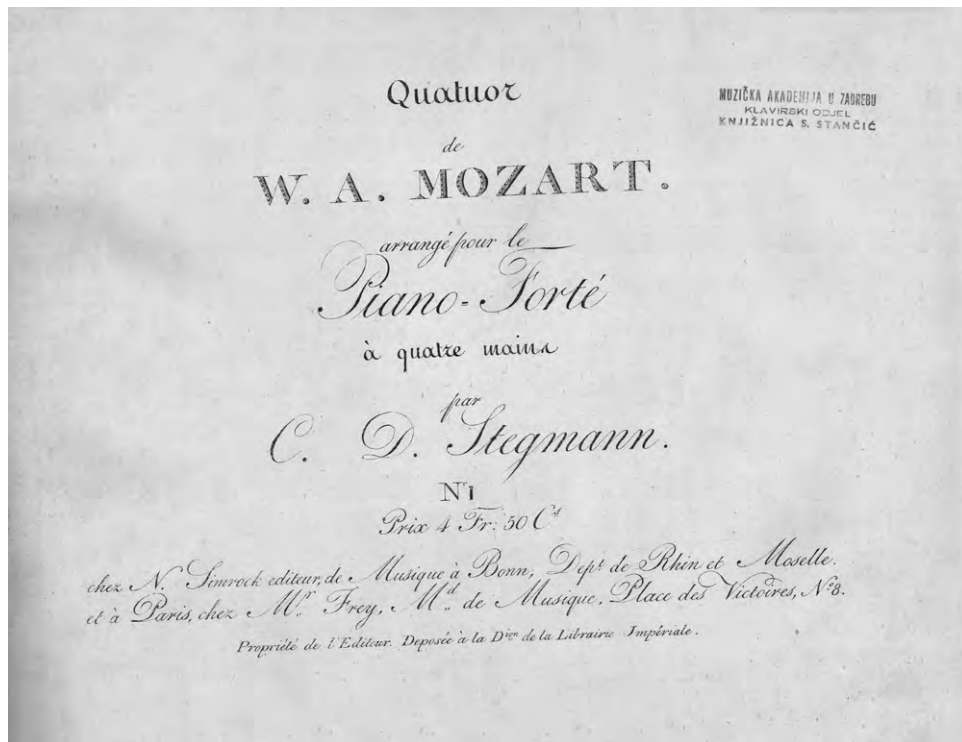 Quatuor
MUZIČKA AKADEMIJA U ZAGREBU
KLAVIRSKI ODJEL
KNJIŽNICA S. STANČIĆ
de
W. A. MOZART.
arrangé pour le
Piano-Forté
à quatre mains
par
C. D. Stegmann.
Nº1
Prix 4 Fr: 50 Cs
chez N. Simrock editeur, de Musique à Bonn, Dept de Rhin et Moselle.
et à Paris, chez Mr Frey, Md de Musique, Place des Victoires, Nº8.
Propriété de l'Editeur. Deposée à la Dion de la Librairie Impériale.